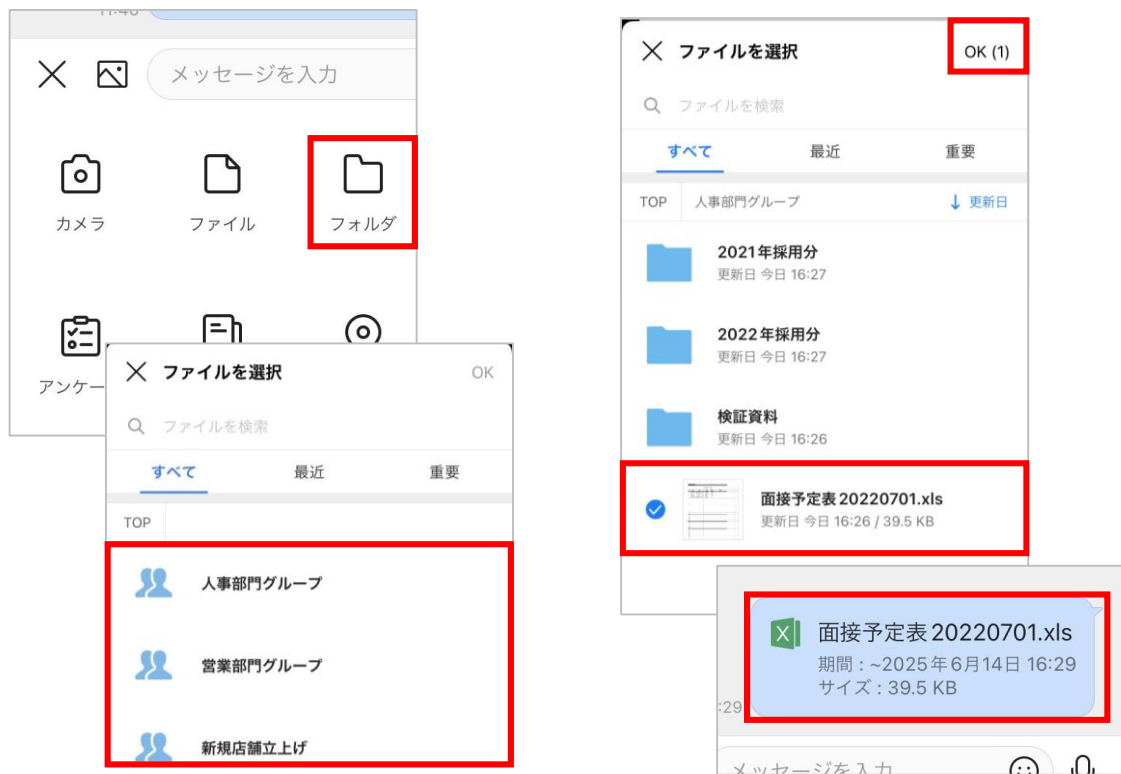 メッセージを入力
カメラ
ファイル
フォルダ
アンケー
ファイルを選択
OK
ファイルを検索
すべて
最近
重要
TOP
人事部門グループ
営業部門グループ
新規店舗立上げ
ファイルを選択
OK (1)
ファイルを検索
すべて
最近
重要
TOP
人事部門グループ
↓ 更新日
2021年採用分
更新日 今日 16:27
2022年採用分
更新日 今日 16:27
検証資料
更新日 今日 16:26
面接予定表20220701.xls
更新日 今日 16:26 / 39.5 KB
面接予定表20220701.xls
期間 : ~2025年6月14日 16:29
サイズ : 39.5 KB
:29
メッセージを入力